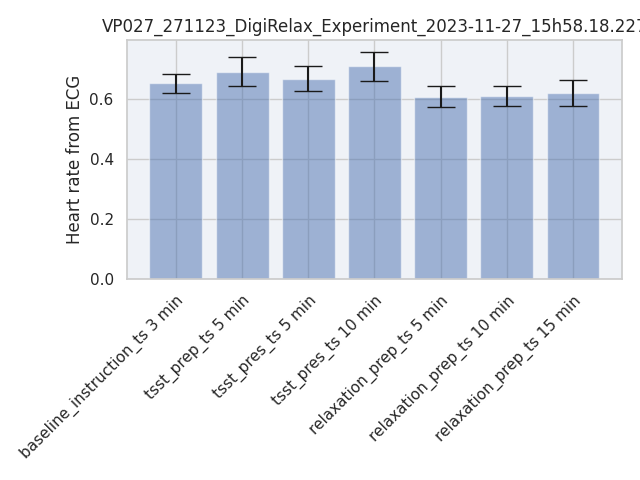 VP027_271123_DigiRelax_Experiment_2023-11-27_15h58.18.227
Heart rate from ECG
0.6
0.4
0.2
0.0
baseline_instruction_ts 3 min
tsst_prep_ts 5 min
tsst_pres_ts 5 min
tsst_pres_ts 10 min
relaxation_prep_ts 5 min
relaxation_prep_ts 10 min
relaxation_prep_ts 15 min